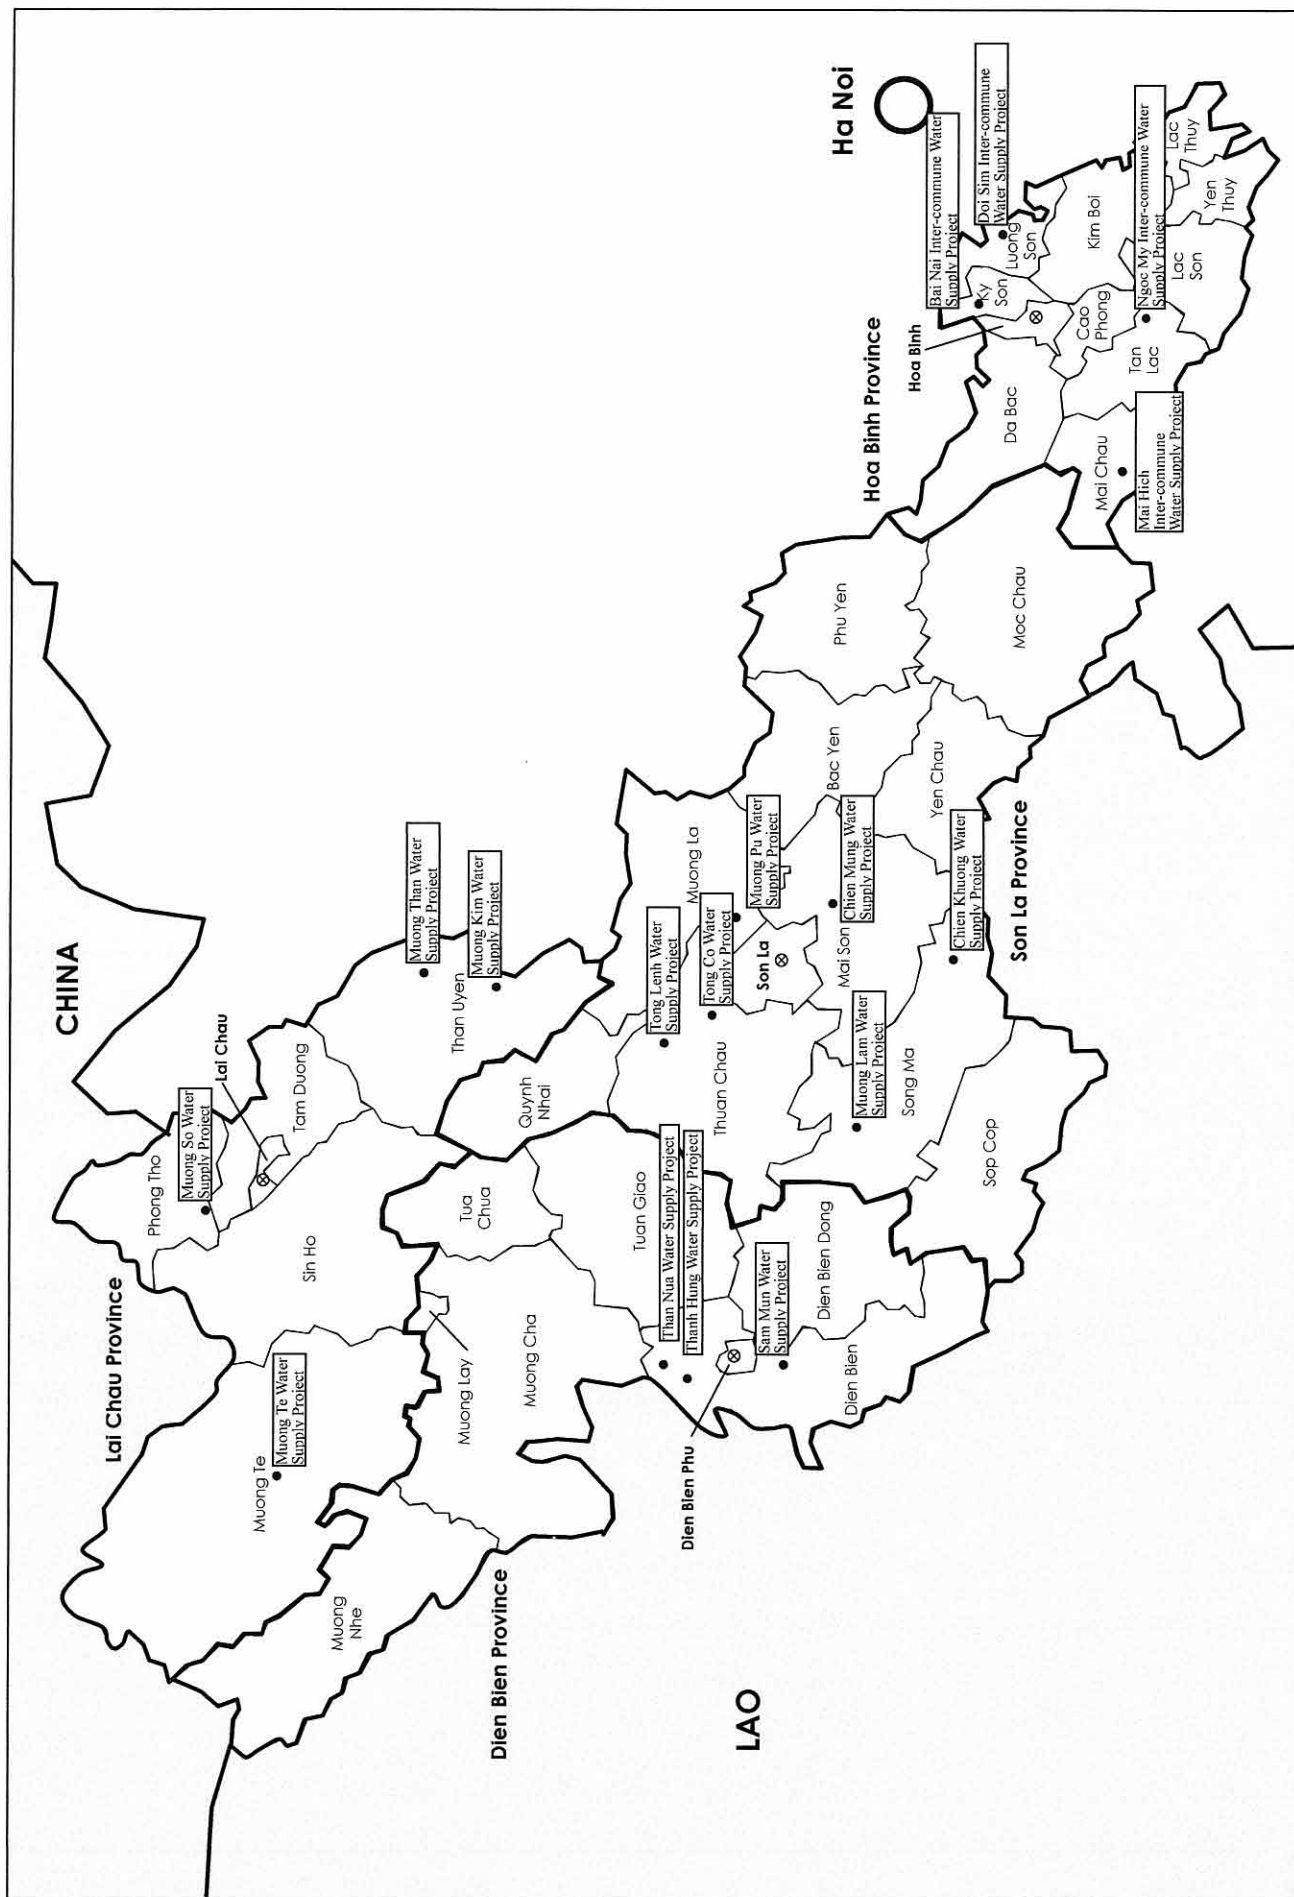 CHINA
Lai Chau Province
Phong Tho
Muong So Water
Supply Project
Lai Chau
Tam Duong
Sin Ho
Muong Te
Muong Te Water
Supply Project
Muong
Nhe
Than Uyen
Muong Than Water
Supply Project
Muong Kim Water
Supply Project
Dien Bien Province
Muong Lay
Muong Cha
Tua
Chua
Tuan Giao
Than Nua Water Supply Project
Thanh Hung Water Supply Project
Dien Bien Phu
Sam Mun Water
Supply Project
Dien Bien Dong
Dien Bien
LAO
Quynh
Nhai
Thuan Chau
Tong Lenh Water
Supply Project
Tong Co Water
Supply Project
Muong La
Muong Pu Water
Supply Project
Son La
Mai Son
Chien Mung Water
Supply Project
Muong Lam Water
Supply Project
Song Ma
Sop Cop
Chien Khuong Water
Supply Project
Son La Province
Bac Yen
Yen Chau
Phu Yen
Moc Chau
Hoa Binh Province
Hoa Binh
Da Bac
Mai Chau
Mai Hich
Inter-commune
Water Supply Project
Tan
Lac
Cao
Phong
Ky
Son
Luong
Son
Kim Boi
Lac
Son
Yen
Thuy
Lac
Thuy
Ha Noi
Bai Nai Inter-commune Water
Supply Project
Doi Sim Inter-commune
Water Supply Project
Ngoc My Inter-commune Water
Supply Project